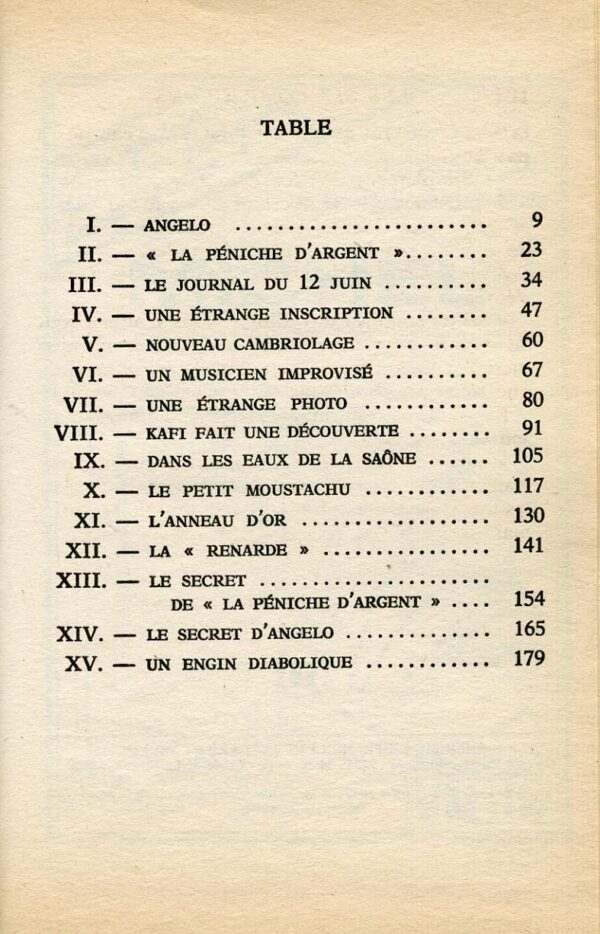 TABLE
I. — ANGELO ........................ 9
II. — « LA PÉNICHE D'ARGENT »........ 23
III. — LE JOURNAL DU 12 JUIN .......... 34
IV. — UNE ÉTRANGE INSCRIPTION ........ 47
V. — NOUVEAU CAMBRIOLAGE ............ 60
VI. — UN MUSICIEN IMPROVISÉ .......... 67
VII. — UNE ÉTRANGE PHOTO ............ 80
VIII. — KAFI FAIT UNE DÉCOUVERTE ........ 91
IX. — DANS LES EAUX DE LA SAÔNE ...... 105
X. — LE PETIT MOUSTACHU ............ 117
XI. — L'ANNEAU D'OR .................. 130
XII. — LA « RENARDE » ................ 141
XIII. — LE SECRET ......................
DE « LA PÉNICHE D'ARGENT » .... 154
XIV. — LE SECRET D'ANGELO .............. 165
XV. — UN ENGIN DIABOLIQUE ............ 179